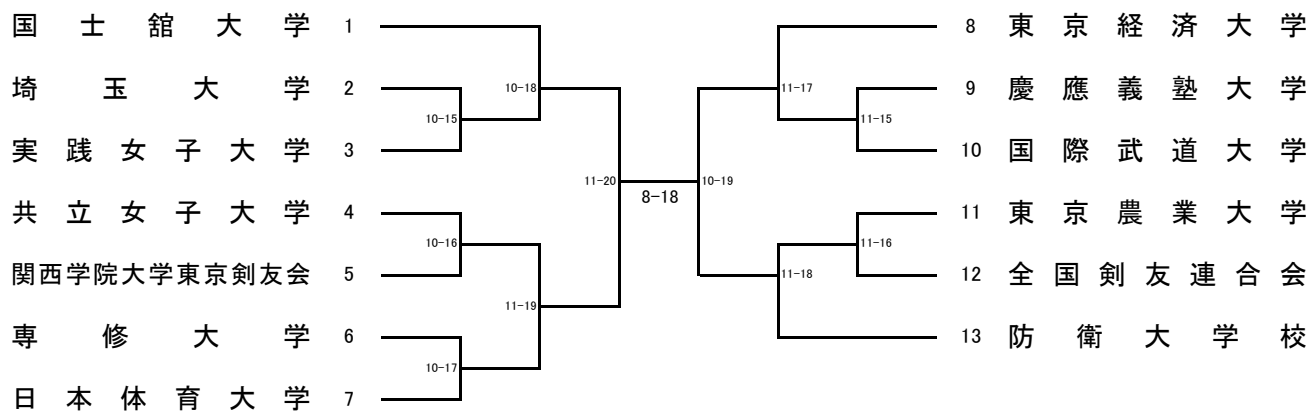 国士舘大学 1
埼玉大学 2
実践女子大学 3
共立女子大学 4
関西学院大学東京剣友会 5
専修大学 6
日本体育大学 7
10-15
10-16
10-17
10-18
11-19
11-20
8-18
10-19
11-17
11-15
11-16
11-18
8 東京経済大学
9 慶應義塾大学
10 国際武道大学
11 東京農業大学
12 全国剣友連合会
13 防衛大学校